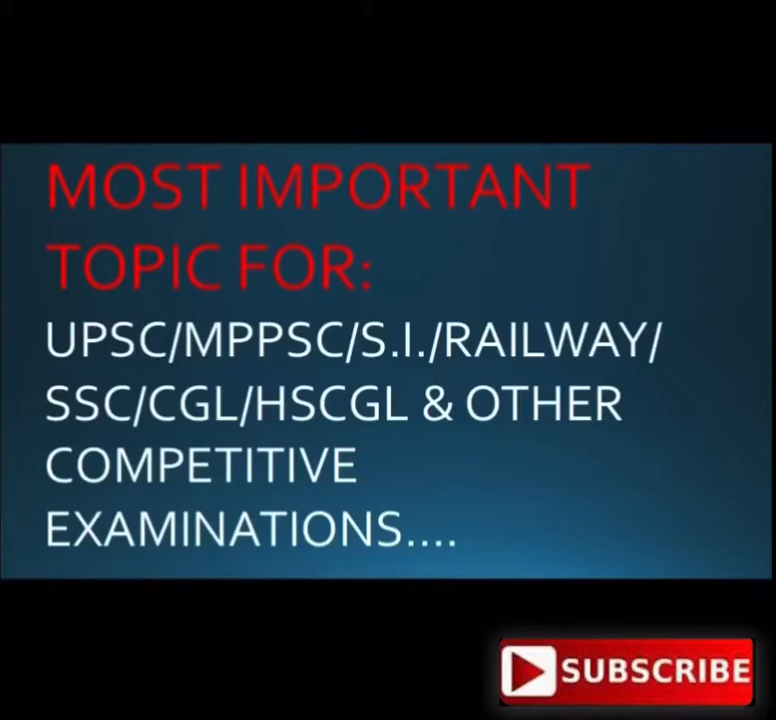 MOST IMPORTANT
TOPIC FOR:
UPSC/MPPSC/S.I./RAILWAY/
SSC/CGL/HSCGL & OTHER
COMPETITIVE
EXAMINATIONS....
SUBSCRIBE